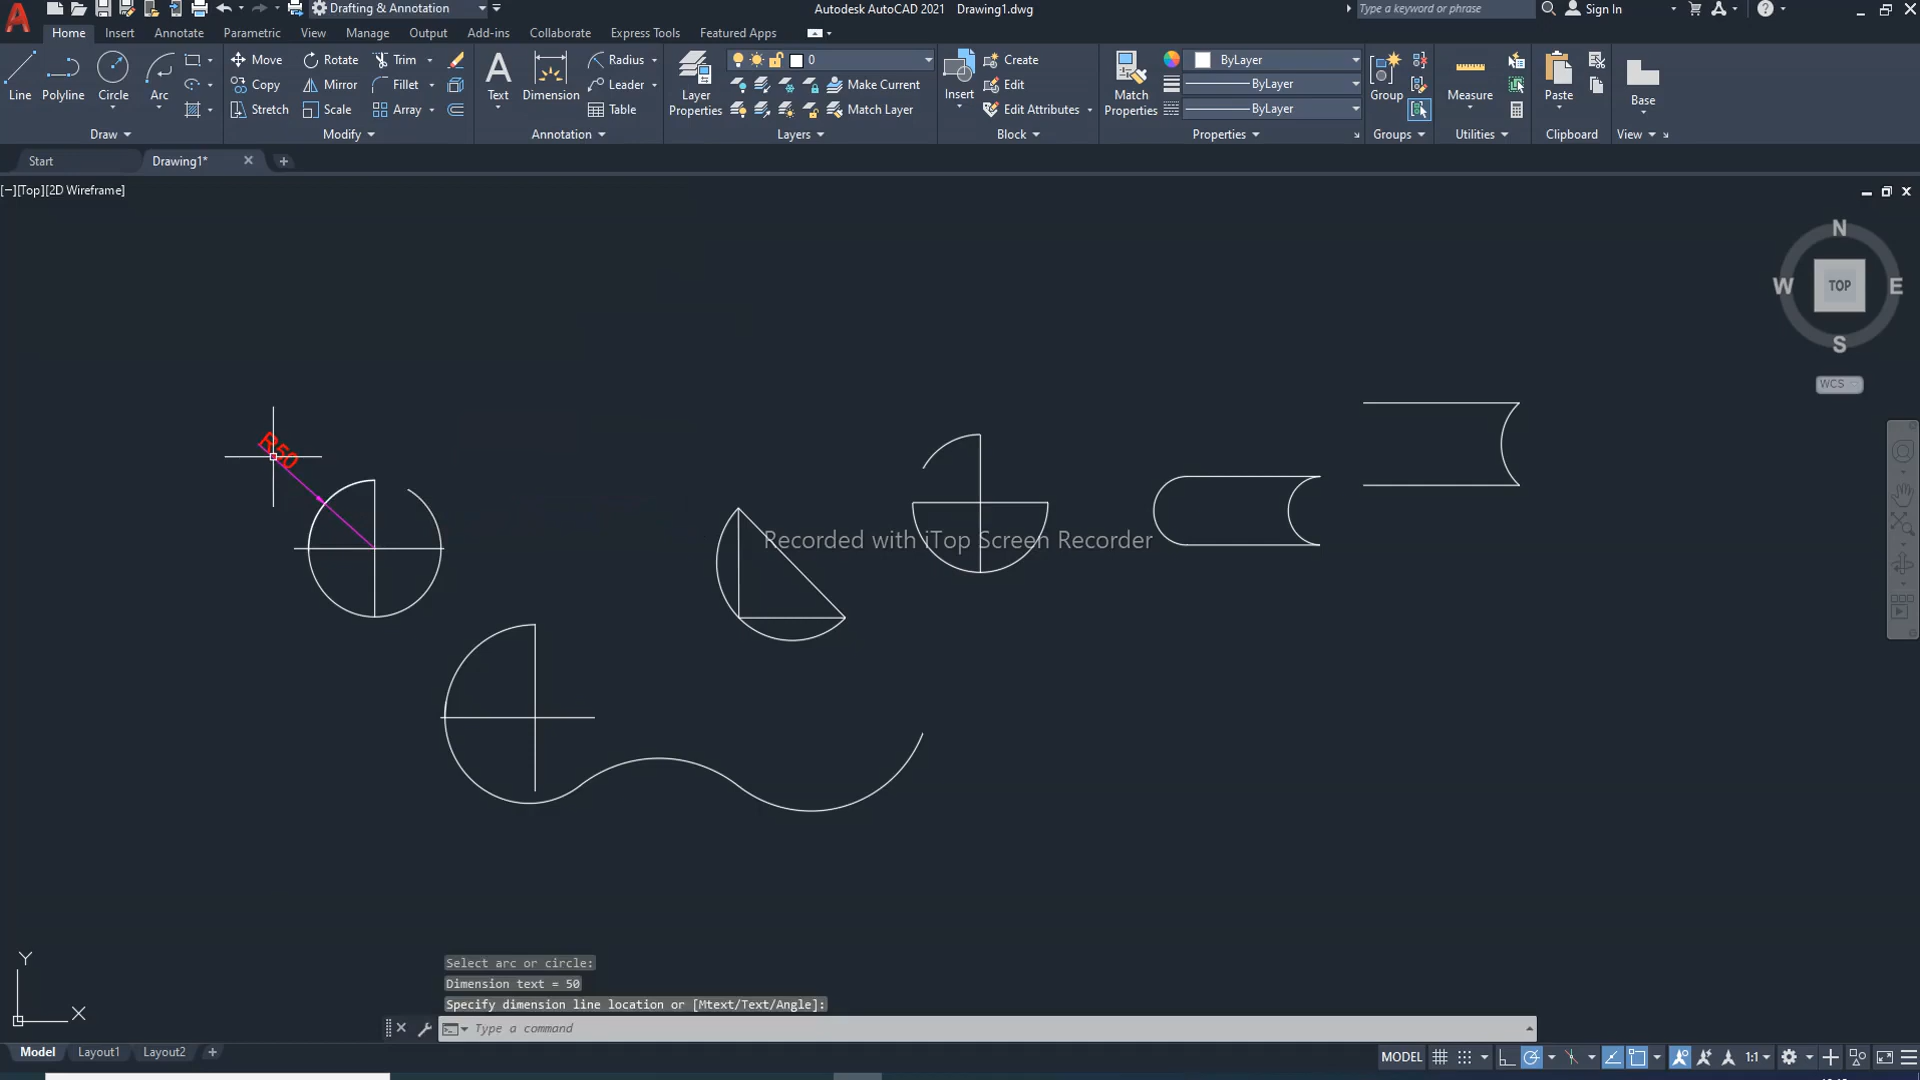 Drafting & Annotation
Autodesk AutoCAD 2021 Drawing1.dwg
Type a keyword or phrase
Sign In
Home Insert Annotate Parametric View Manage Output Add-ins Collaborate Express Tools Featured Apps
Line Polyline Circle Arc
Move Rotate Trim
Copy Mirror Fillet
Stretch Scale Array
Text Dimension
Radius
Leader
Table
Layer Properties
0
Make Current
Match Layer
Insert
Create
Edit
Edit Attributes
Match Properties
ByLayer
ByLayer
ByLayer
Group
Measure
Paste
Base
Draw Modify Annotation Layers Block Properties Groups Utilities Clipboard View
Start Drawing1*
[−][Top][2D Wireframe]
N
W TOP E
S
WCS
R50
Recorded with iTop Screen Recorder
Y
X
Select arc or circle:
Dimension text = 50
Specify dimension line location or [Mtext/Text/Angle]:
Type a command
Model Layout1 Layout2
MODEL 1:1